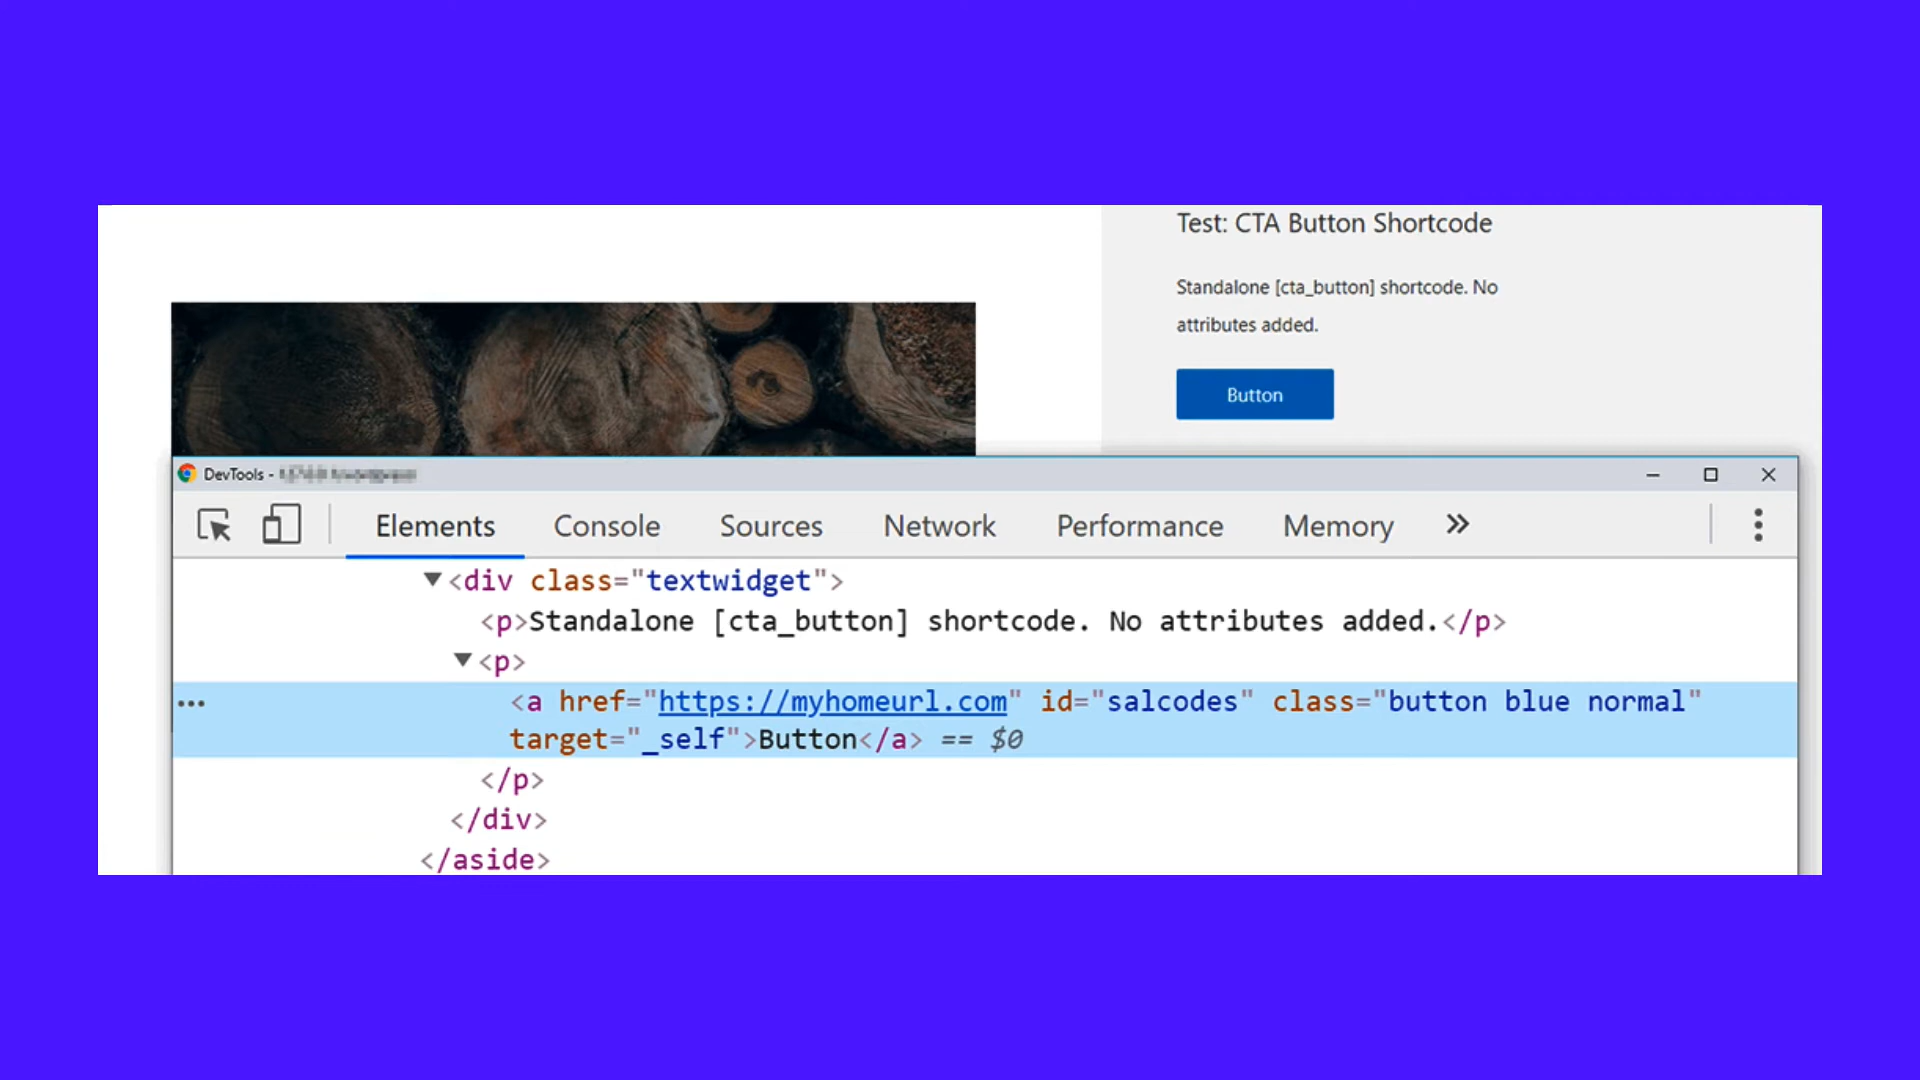 Test: CTA Button Shortcode
Standalone [cta_button] shortcode. No
attributes added.
Button
DevTools -
Elements Console Sources Network Performance Memory »
<div class="textwidget">
<p>Standalone [cta_button] shortcode. No attributes added.</p>
<p>
<a href="https://myhomeurl.com" id="salcodes" class="button blue normal"
target="_self">Button</a> == $0
</p>
</div>
</aside>